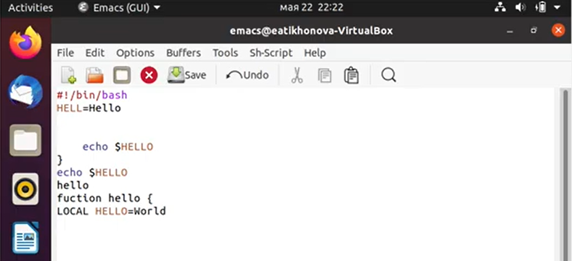 Activities Emacs (GUI) мая 22 22:22
emacs@eatikhonova-VirtualBox
File Edit Options Buffers Tools Sh-Script Help
Save Undo
#!/bin/bash
HELL=Hello
echo $HELLO
}
echo $HELLO
hello
fuction hello {
LOCAL HELLO=World